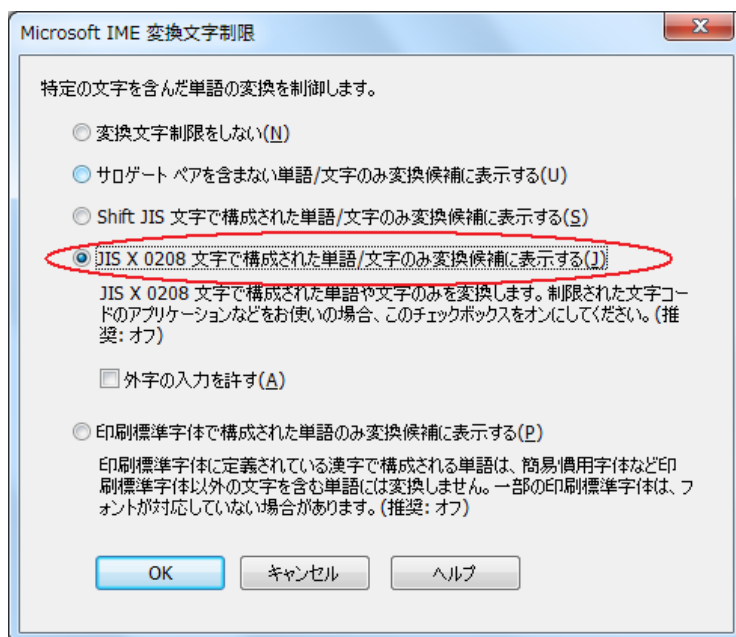 Microsoft IME 変換文字制限
特定の文字を含んだ単語の変換を制御します。
変換文字制限をしない(N)
サロゲート ペアを含まない単語/文字のみ変換候補に表示する(U)
Shift JIS 文字で構成された単語/文字のみ変換候補に表示する(S)
JIS X 0208 文字で構成された単語/文字のみ変換候補に表示する(J)
JIS X 0208 文字で構成された単語や文字のみを変換します。制限された文字コー
ドのアプリケーションなどをお使いの場合、このチェックボックスをオンにしてください。(推
奨: オフ)
外字の入力を許す(A)
印刷標準字体で構成された単語のみ変換候補に表示する(P)
印刷標準字体に定義されている漢字で構成される単語は、簡易慣用字体など印
刷標準字体以外の文字を含む単語には変換しません。一部の印刷標準字体は、フ
ォントが対応していない場合があります。(推奨: オフ)
OK キャンセル ヘルプ